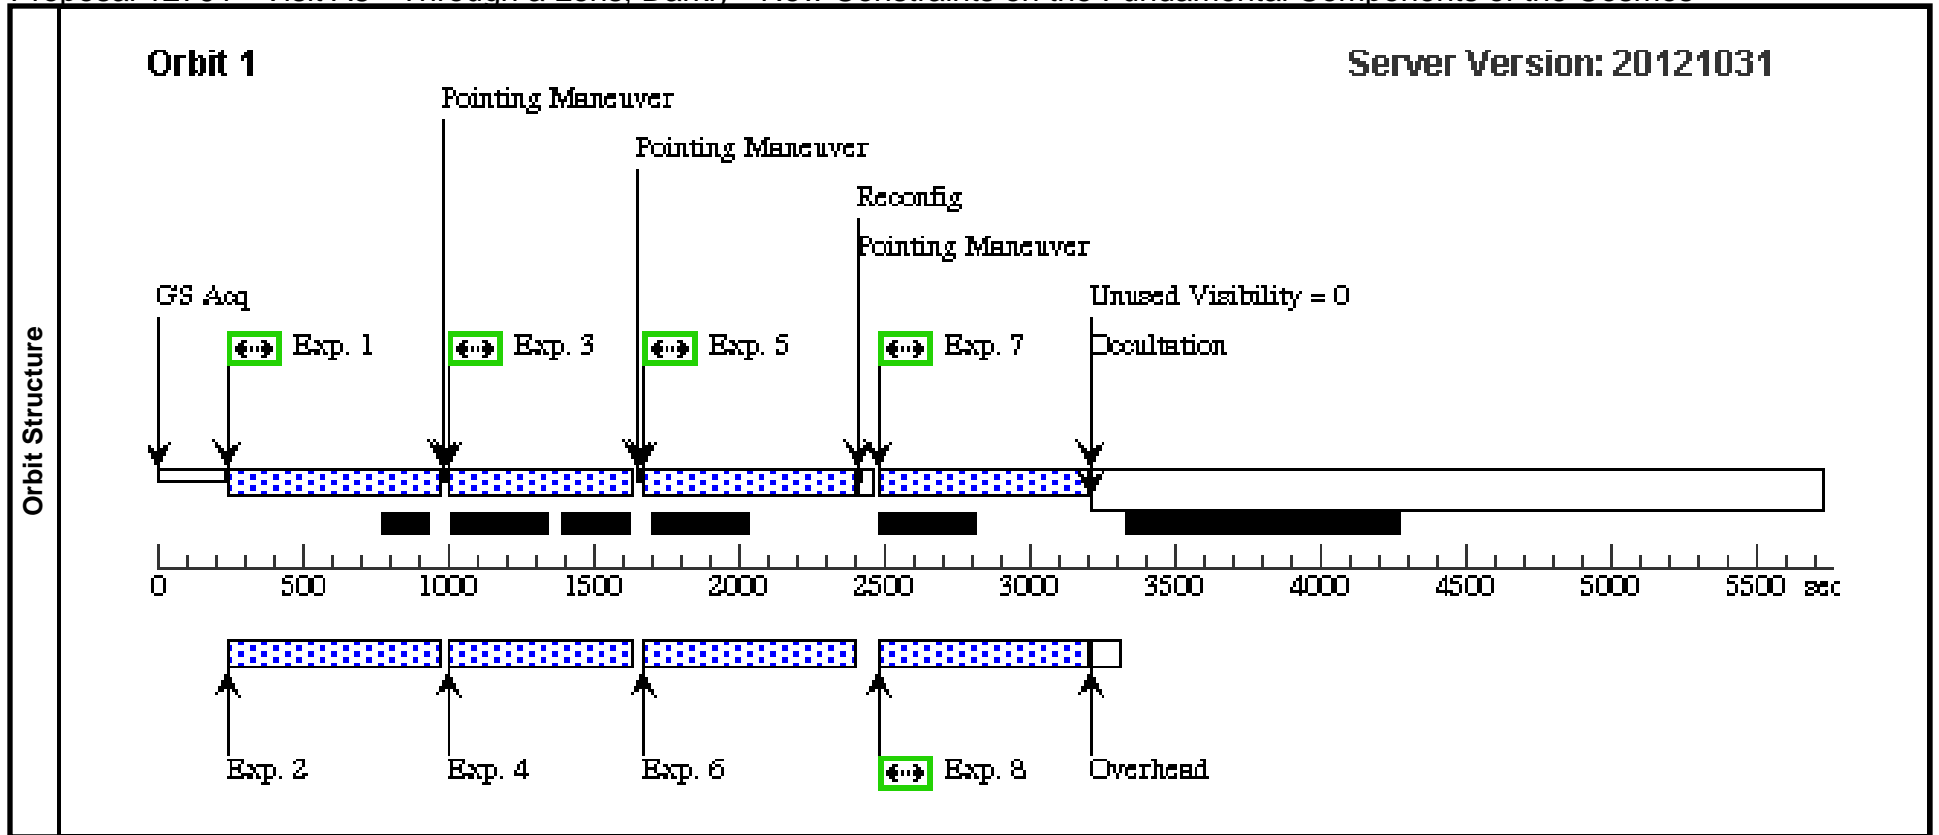 Orbit 1
Server Version: 20121031
Pointing Maneuver
Pointing Maneuver
Reconfig
Pointing Maneuver
GS Acq
Unused Visibility = 0
Exp. 1
Exp. 3
Exp. 5
Exp. 7
Occultation
Orbit Structure
0 500 1000 1500 2000 2500 3000 3500 4000 4500 5000 5500 sec
Exp. 2
Exp. 4
Exp. 6
Exp. 8
Overhead